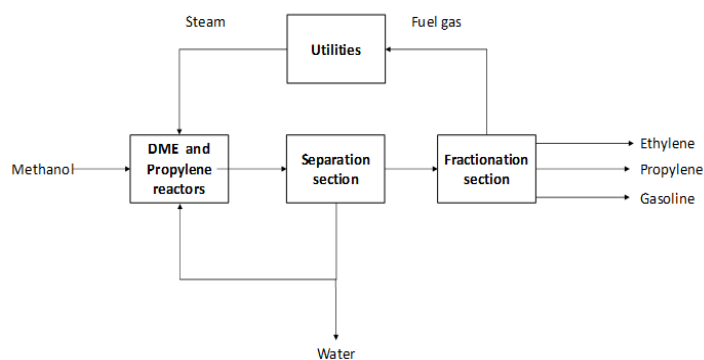 Steam
Fuel gas
Utilities
Methanol
DME and
Propylene
reactors
Separation
section
Fractionation
section
Ethylene
Propylene
Gasoline
Water